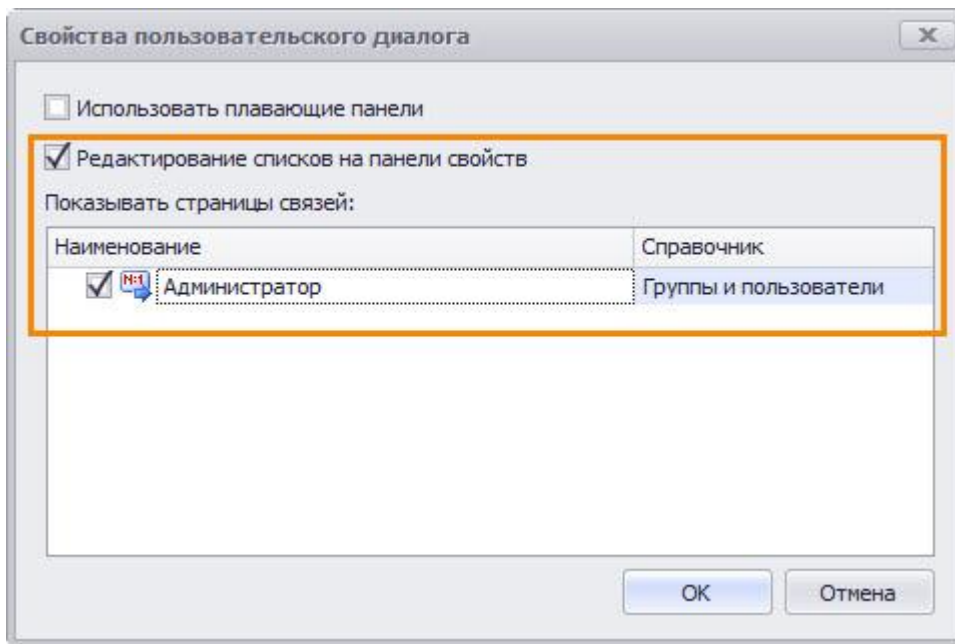 Свойства пользовательского диалога
Использовать плавающие панели
Редактирование списков на панели свойств
Показывать страницы связей:
Наименование Справочник
N:1 Администратор Группы и пользователи
OK Отмена